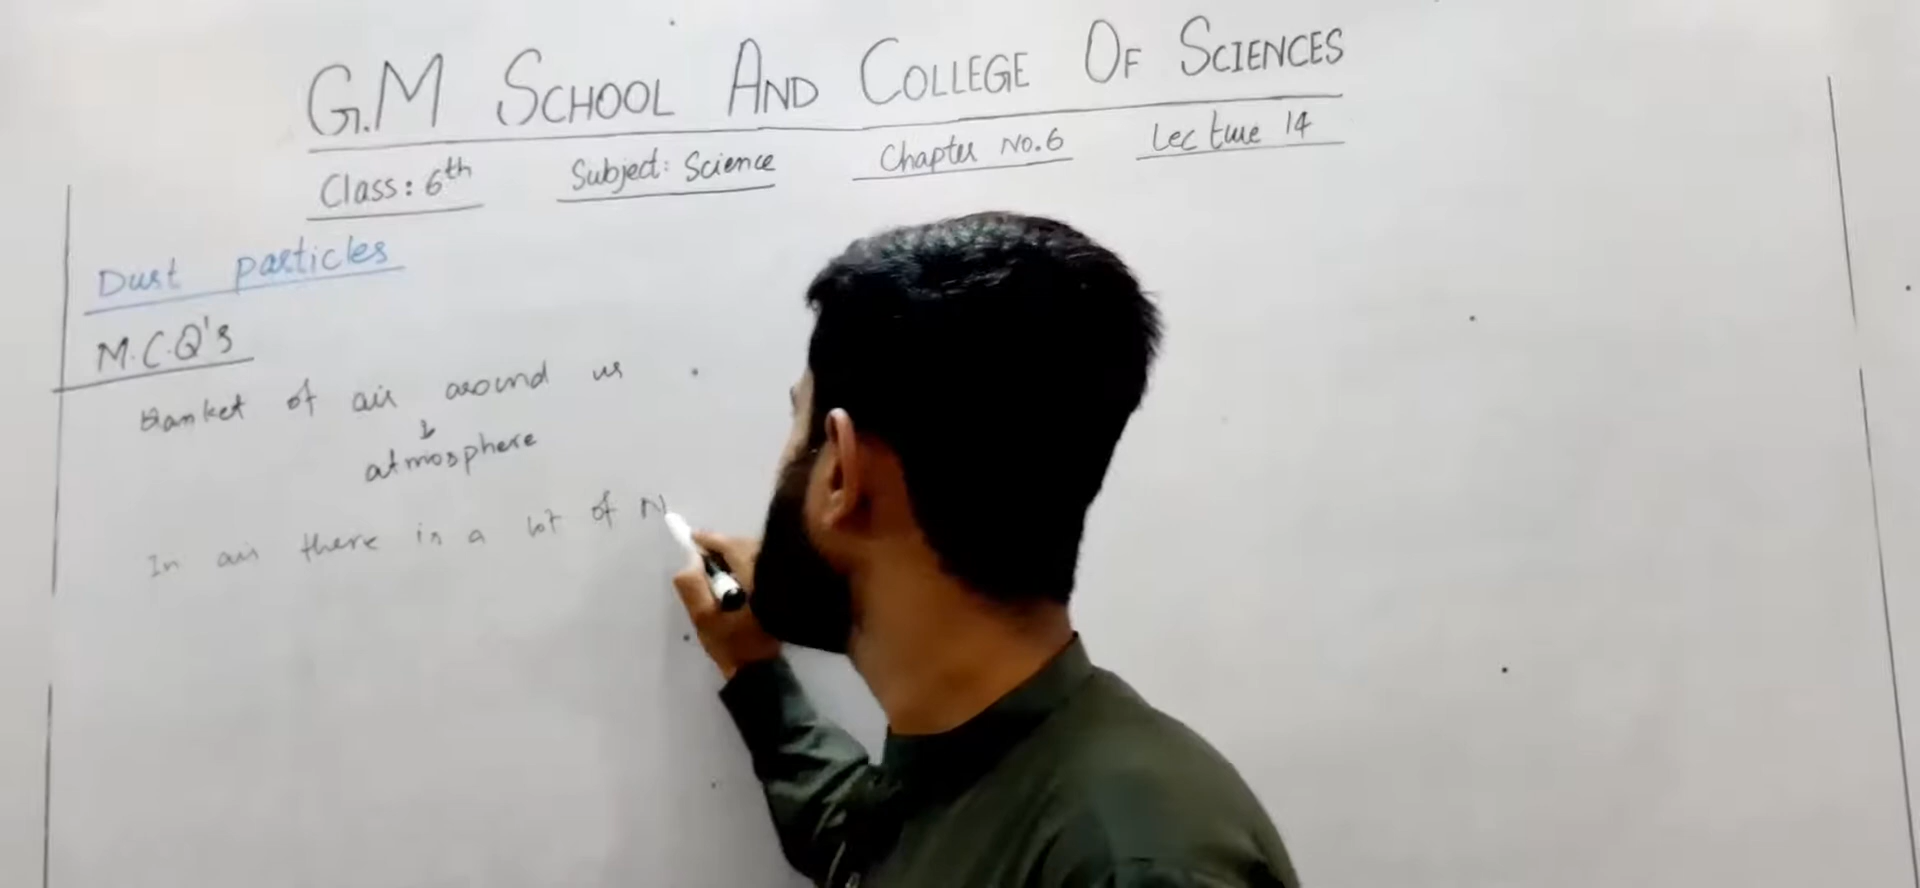 G.M SCHOOL AND COLLEGE OF SCIENCES
Class: 6th Subject: Science Chapter No.6 Lecture 14
Dust particles
M.C.Q's
Blanket of air around us .
atmosphere
In air there is a lot of N